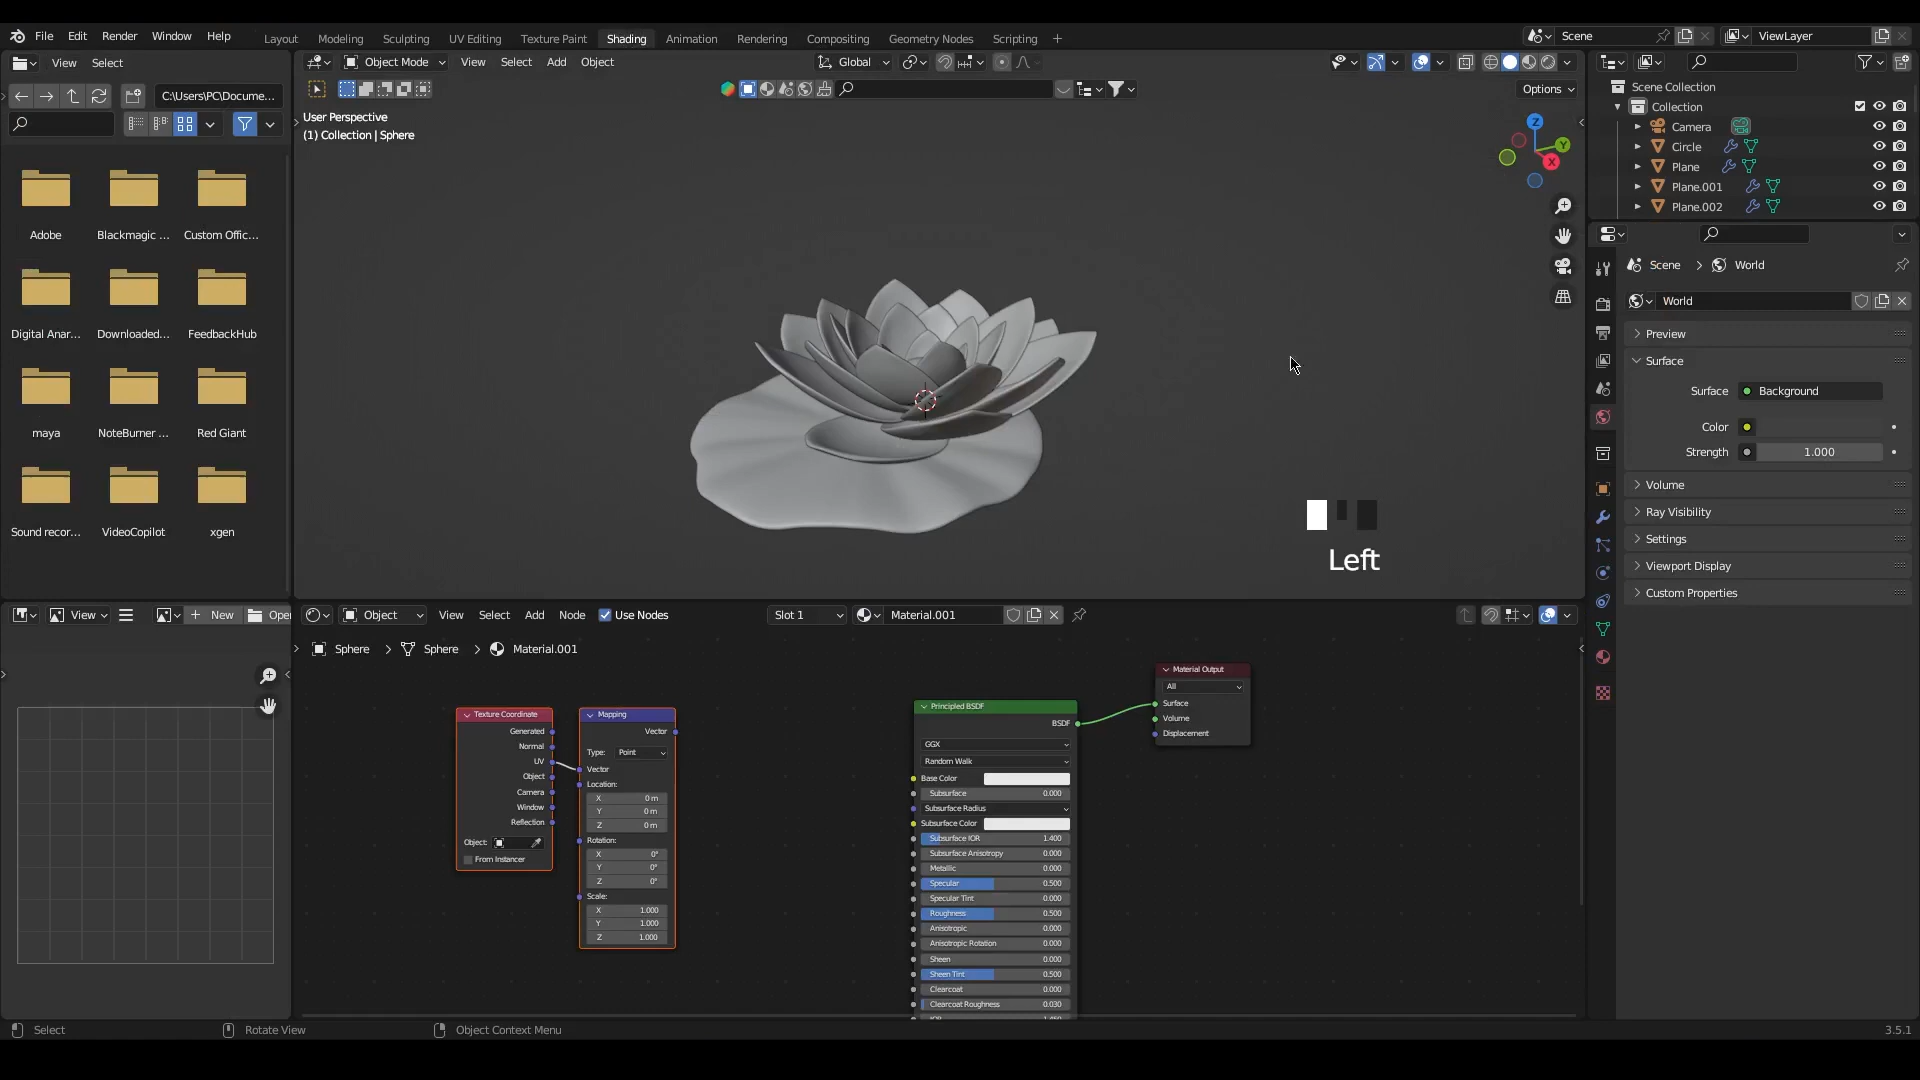 File Edit Render Window Help
Layout Modeling Sculpting UV Editing Texture Paint Shading Animation Rendering Compositing Geometry Nodes Scripting +
Scene
ViewLayer
View Select
C:\Users\PC\Docume...
Adobe
Blackmagic ...
Custom Offic...
Digital Anar...
Downloaded...
FeedbackHub
maya
NoteBurner ...
Red Giant
Sound recor...
VideoCopilot
xgen
Object Mode View Select Add Object
Global
Options
User Perspective
(1) Collection | Sphere
Z
Y
X
Left
Scene Collection
Collection
Camera
Circle
Plane
Plane.001
Plane.002
Scene > World
World
Preview
Surface
Surface Background
Color
Strength 1.000
Volume
Ray Visibility
Settings
Viewport Display
Custom Properties
View
+ New
Ope
Object View Select Add Node Use Nodes
Slot 1
Material.001
Sphere > Sphere > Material.001
Texture Coordinate
Generated
Normal
UV
Object
Camera
Window
Reflection
Object:
From Instancer
Mapping
Vector
Type: Point
Vector
Location:
X 0 m
Y 0 m
Z 0 m
Rotation:
X 0°
Y 0°
Z 0°
Scale:
X 1.000
Y 1.000
Z 1.000
Principled BSDF
BSDF
GGX
Random Walk
Base Color
Subsurface 0.000
Subsurface Radius
Subsurface Color
Subsurface IOR 1.400
Subsurface Anisotropy 0.000
Metallic 0.000
Specular 0.500
Specular Tint 0.000
Roughness 0.500
Anisotropic 0.000
Anisotropic Rotation 0.000
Sheen 0.000
Sheen Tint 0.500
Clearcoat 0.000
Clearcoat Roughness 0.030
Material Output
All
Surface
Volume
Displacement
Select
Rotate View
Object Context Menu
3.5.1